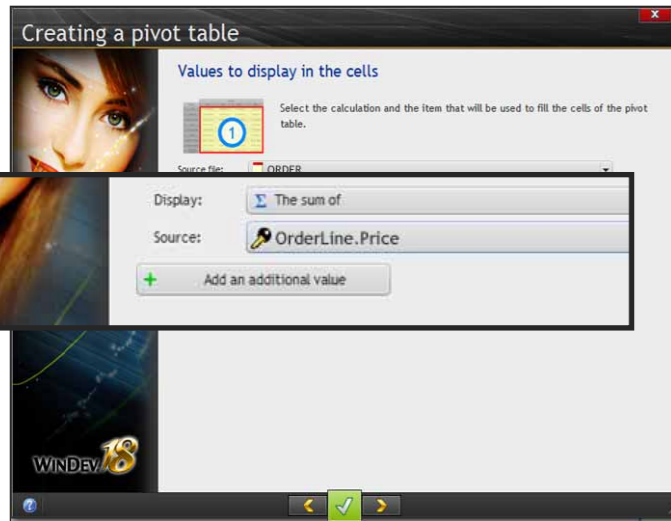 x
Creating a pivot table
Values to display in the cells
1
Select the calculation and the item that will be used to fill the cells of the pivot
table.
Source file: ORDER
Display: Σ The sum of
Source: OrderLine.Price
+ Add an additional value
WINDEV 18
?